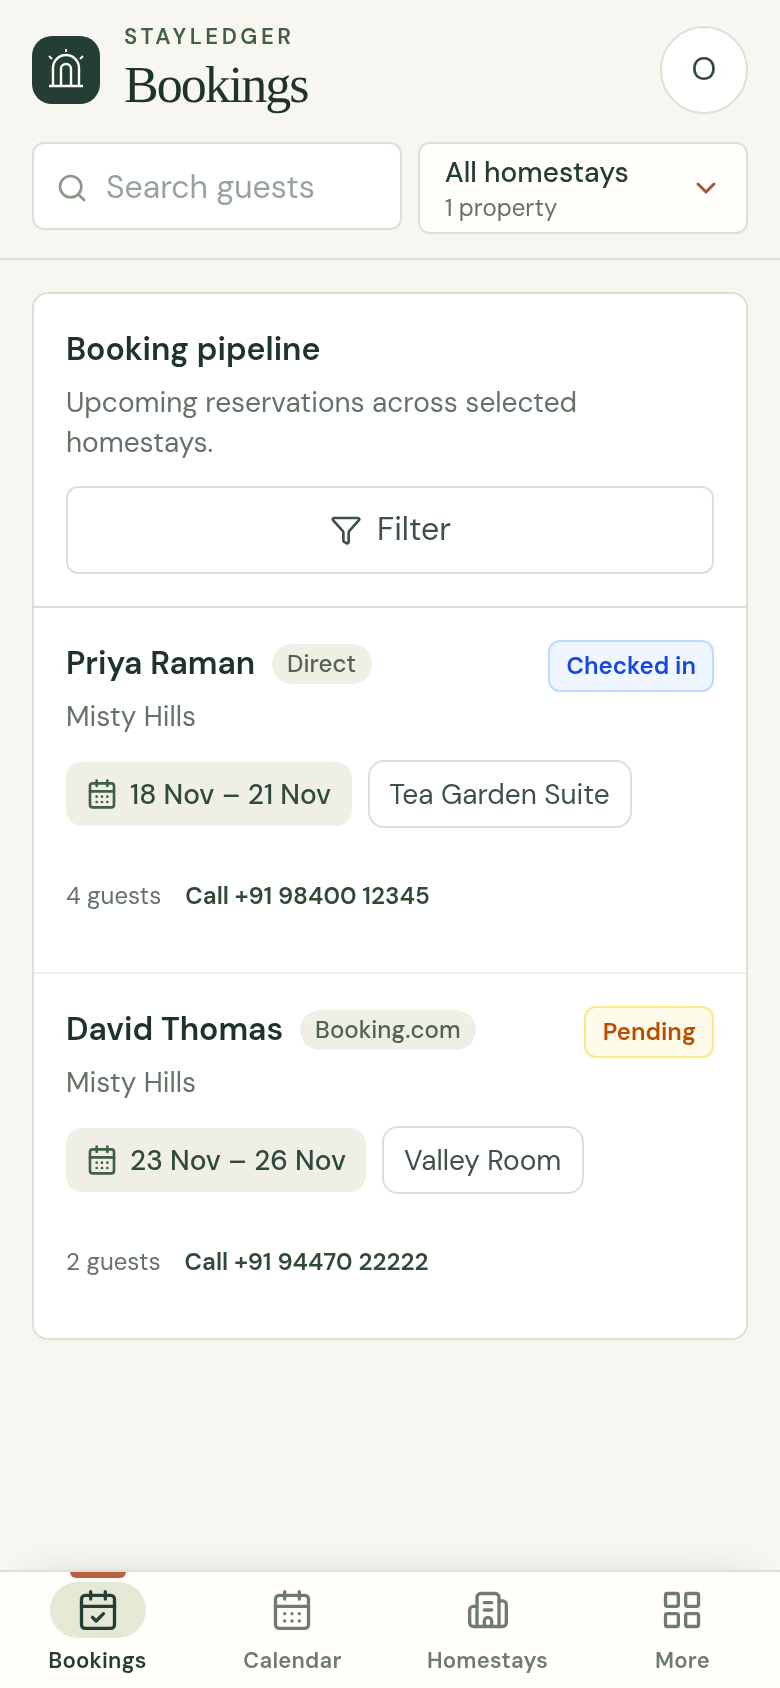 STAYLEDGER
Bookings
O
Search guests
All homestays
1 property
Booking pipeline
Upcoming reservations across selected
homestays.
Filter
Priya Raman Direct Checked in
Misty Hills
18 Nov – 21 Nov Tea Garden Suite
4 guests Call +91 98400 12345
David Thomas Booking.com Pending
Misty Hills
23 Nov – 26 Nov Valley Room
2 guests Call +91 94470 22222
Bookings Calendar Homestays More